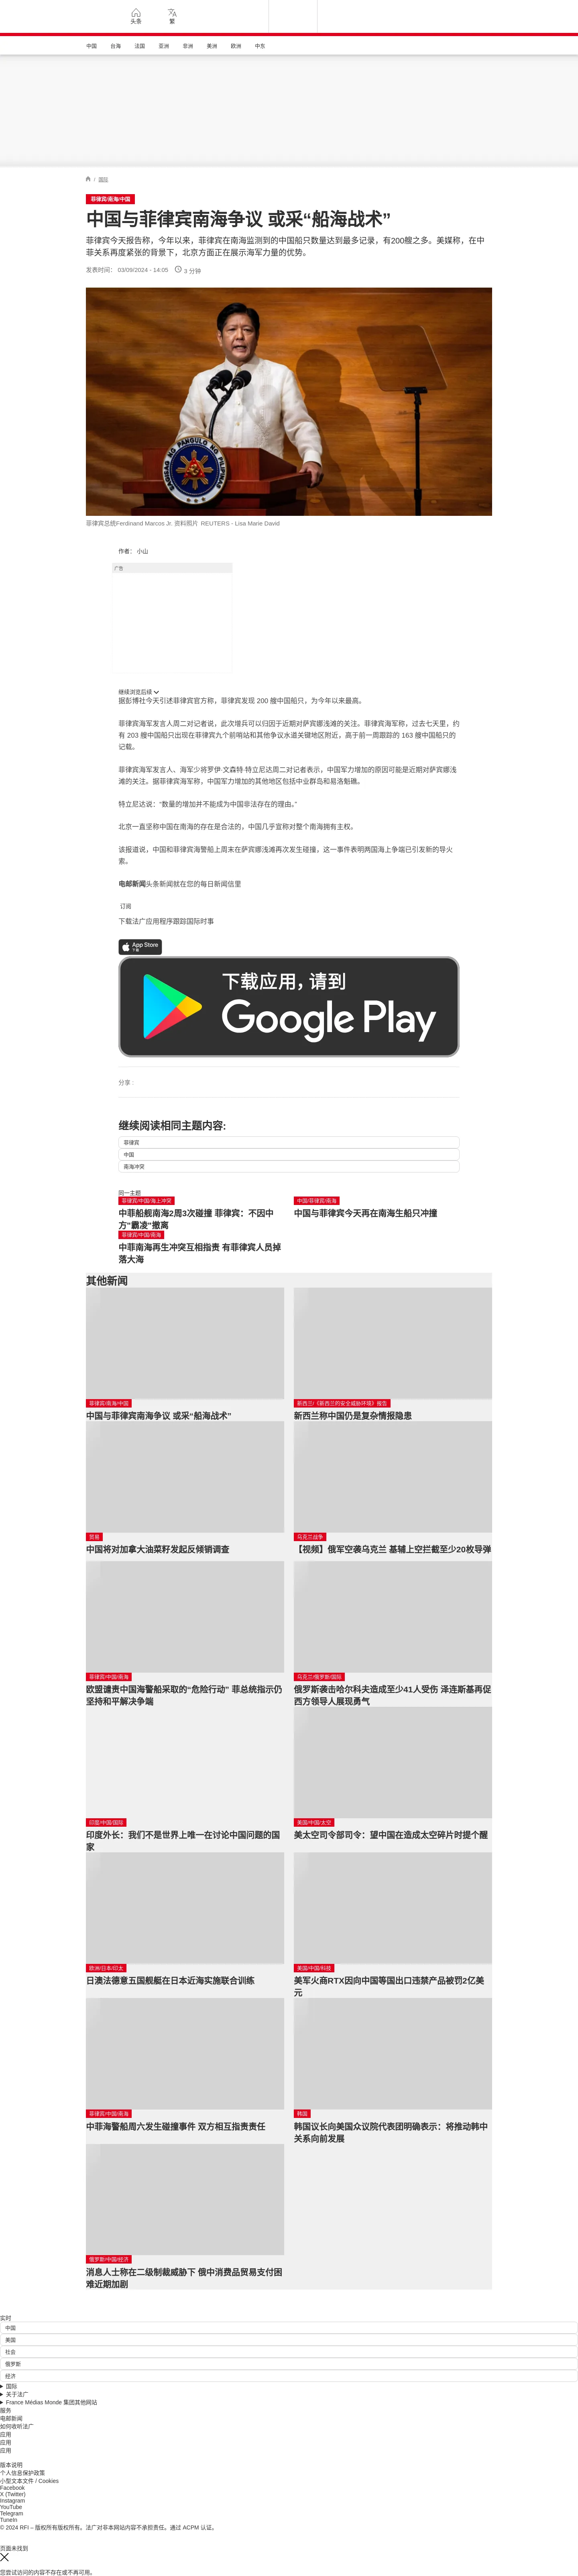 头条
繁
中国
台海
法国
亚洲
非洲
美洲
欧洲
中东
/ 国际
菲律宾/南海/中国
中国与菲律宾南海争议 或采“船海战术”
菲律宾今天报告称，今年以来，菲律宾在南海监测到的中国船只数量达到最多记录，有200艘之多。美媒称，在中
菲关系再度紧张的背景下，北京方面正在展示海军力量的优势。
发表时间： 03/09/2024 - 14:05
3 分钟
菲律宾总统Ferdinand Marcos Jr. 资料照片 REUTERS - Lisa Marie David
作者： 小山
广告
继续浏览后续
据彭博社今天引述菲律宾官方称，菲律宾发现 200 艘中国船只，为今年以来最高。
菲律宾海军发言人周二对记者说，此次增兵可以归因于近期对萨宾娜浅滩的关注。菲律宾海军称，过去七天里，约
有 203 艘中国船只出现在菲律宾九个前哨站和其他争议水道关键地区附近，高于前一周跟踪的 163 艘中国船只的
记载。
菲律宾海军发言人、海军少将罗伊·文森特·特立尼达周二对记者表示，中国军力增加的原因可能是近期对萨宾娜浅
滩的关注。据菲律宾海军称，中国军力增加的其他地区包括中业群岛和易洛魁礁。
特立尼达说：“数量的增加并不能成为中国非法存在的理由。”
北京一直坚称中国在南海的存在是合法的，中国几乎宣称对整个南海拥有主权。
该报道说，中国和菲律宾海警船上周末在萨宾娜浅滩再次发生碰撞，这一事件表明两国海上争端已引发新的导火
索。
电邮新闻头条新闻就在您的每日新闻信里
订阅
下载法广应用程序跟踪国际时事
App Store
下载
下载应用，请到
Google Play
分享 :
继续阅读相同主题内容:
菲律宾
中国
南海冲突
同一主题
菲律宾/中国/海上冲突
中菲船舰南海2周3次碰撞 菲律宾：不因中
方“霸凌”撤离
中国/菲律宾/南海
中国与菲律宾今天再在南海生船只冲撞
菲律宾/中国/南海
中菲南海再生冲突互相指责 有菲律宾人员掉
落大海
其他新闻
菲律宾/南海/中国
中国与菲律宾南海争议 或采“船海战术”
新西兰/《新西兰的安全威胁环境》报告
新西兰称中国仍是复杂情报隐患
贸易
中国将对加拿大油菜籽发起反倾销调查
乌克兰战争
【视频】俄军空袭乌克兰 基辅上空拦截至少20枚导弹
菲律宾/中国/南海
欧盟谴责中国海警船采取的“危险行动” 菲总统指示仍
坚持和平解决争端
乌克兰/俄罗斯/国际
俄罗斯袭击哈尔科夫造成至少41人受伤 泽连斯基再促
西方领导人展现勇气
印度/中国/国际
印度外长：我们不是世界上唯一在讨论中国问题的国
家
美国/中国/太空
美太空司令部司令：望中国在造成太空碎片时提个醒
欧洲/日本/印太
日澳法德意五国舰艇在日本近海实施联合训练
美国/中国/科技
美军火商RTX因向中国等国出口违禁产品被罚2亿美
元
菲律宾/中国/南海
中菲海警船周六发生碰撞事件 双方相互指责责任
韩国
韩国议长向美国众议院代表团明确表示：将推动韩中
关系向前发展
俄罗斯/中国/经济
消息人士称在二级制裁威胁下 俄中消费品贸易支付困
难近期加剧
实时
中国
美国
社会
俄罗斯
经济
国际
关于法广
France Médias Monde 集团其他网站
服务
电邮新闻
如何收听法广
应用
应用
应用
版本说明
个人信息保护政策
小型文本文件 / Cookies
Facebook
X (Twitter)
Instagram
YouTube
Telegram
TuneIn
© 2024 RFI – 版权所有版权所有。法广对非本网站内容不承担责任。通过 ACPM 认证。
页面未找到
您尝试访问的内容不存在或不再可用。